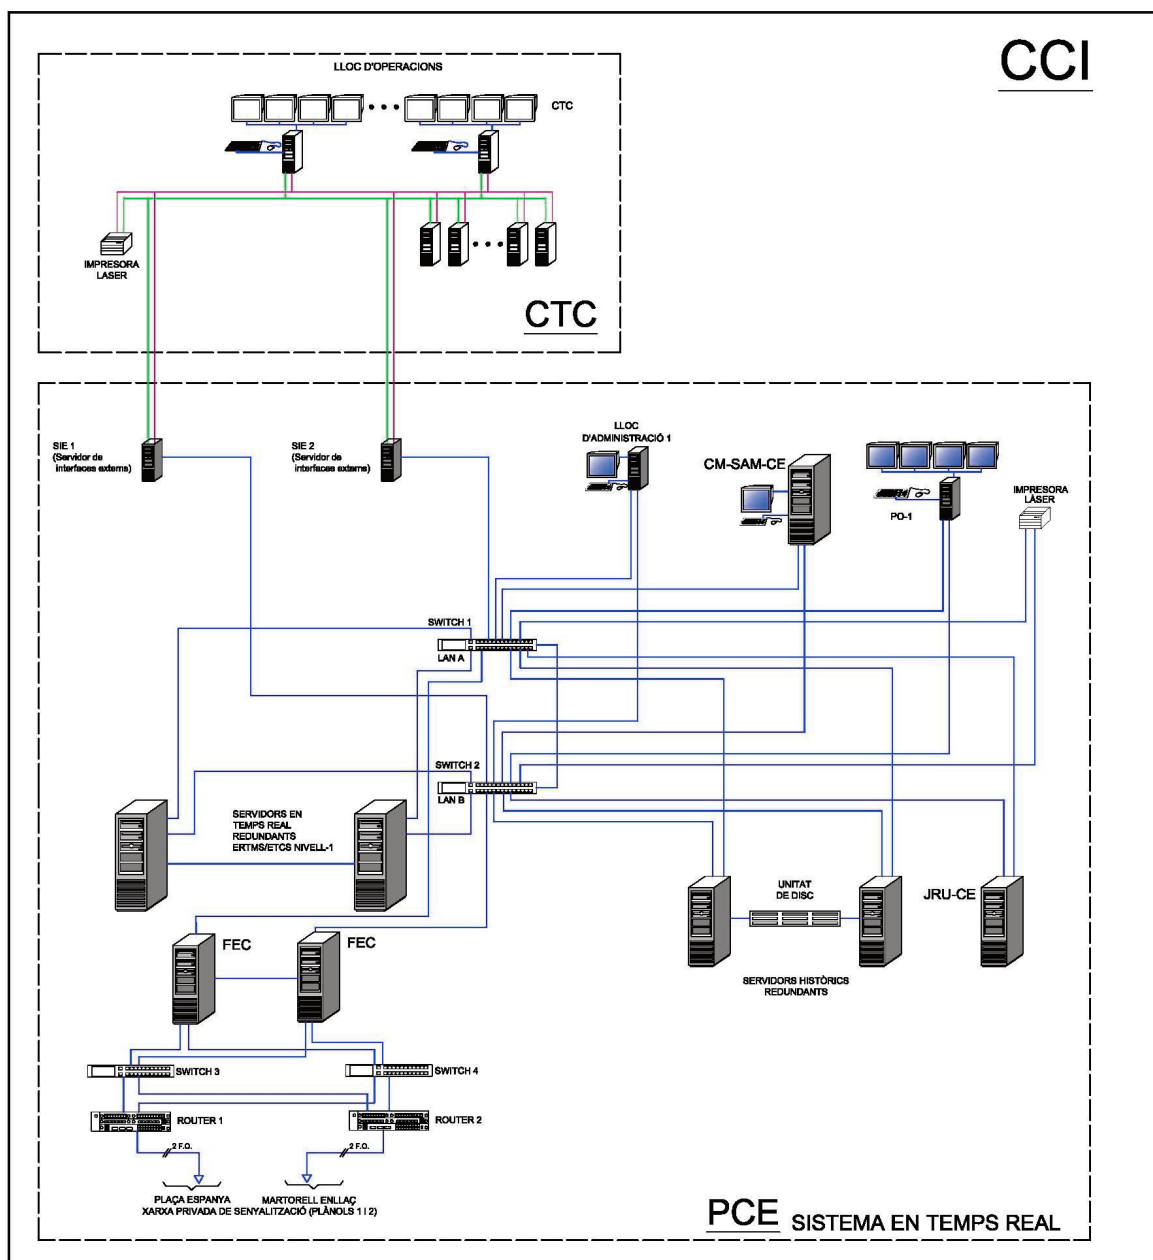 CCI
LLOC D'OPERACIONS
CTC
IMPRESORA
LASER
CTC
SIE 1
(Servidor de
interfaces externs)
SIE 2
(Servidor de
interfaces externs)
LLOC
D'ADMINISTRACIÓ 1
CM-SAM-CE
PO-1
IMPRESORA
LÀSER
SWITCH 1
LAN A
SWITCH 2
LAN B
SERVIDORS EN
TEMPS REAL
REDUNDANTS
ERTMS/ETCS NIVELL-1
UNITAT
DE DISC
JRU-CE
FEC
FEC
SERVIDORS HISTÒRICS
REDUNDANTS
SWITCH 3
SWITCH 4
ROUTER 1
ROUTER 2
2 F.O.
2 F.O.
PLAÇA ESPANYA
MARTORELL ENLLAÇ
XARXA PRIVADA DE SENYALITZACIÓ (PLÀNOLS 1 I 2)
PCE SISTEMA EN TEMPS REAL